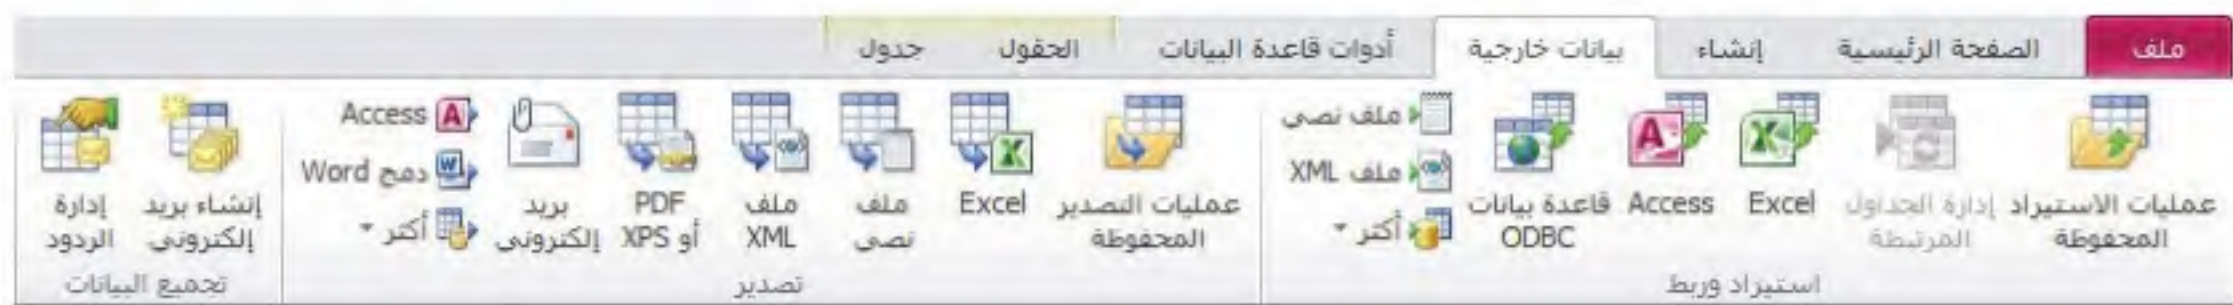 ملف الصفحة الرئيسية إنشاء بيانات خارجية أدوات قاعدة البيانات الحقول جدول
عمليات الاستيراد
المحفوظة
إدارة الجداول
المرتبطة
Excel
Access
قاعدة بيانات
ODBC
ملف نصي
ملف XML
أكثر
استيراد وربط
عمليات التصدير
المحفوظة
Excel
ملف
نصي
ملف
XML
PDF
أو XPS
بريد
إلكتروني
Access
دمج Word
أكثر
تصدير
إنشاء بريد
إلكتروني
إدارة
الردود
تجميع البيانات